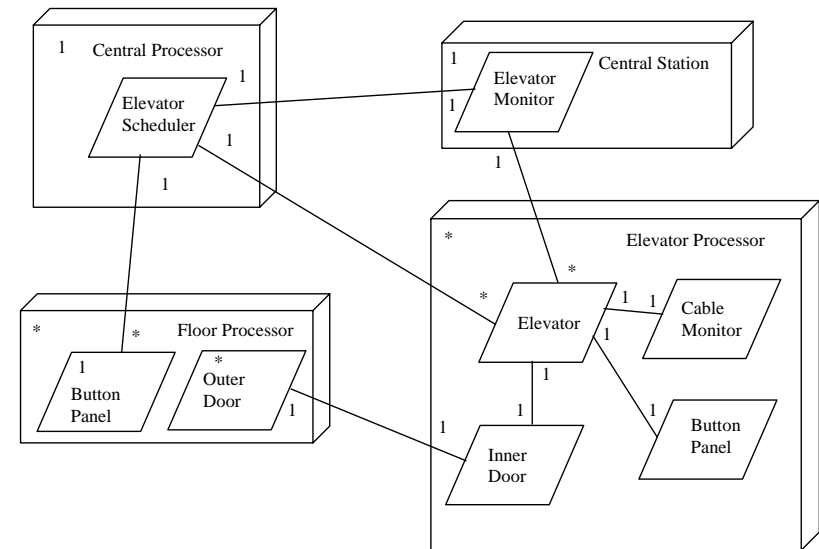 1
Central Processor
1
Elevator
Scheduler
1
1
1
Central Station
Elevator
Monitor
1
1
*
Floor Processor
*
1
Button
Panel
*
Outer
Door
1
*
Elevator Processor
*
*
Elevator
1
1
Cable
Monitor
1
1
1
1
Inner
Door
1
Button
Panel